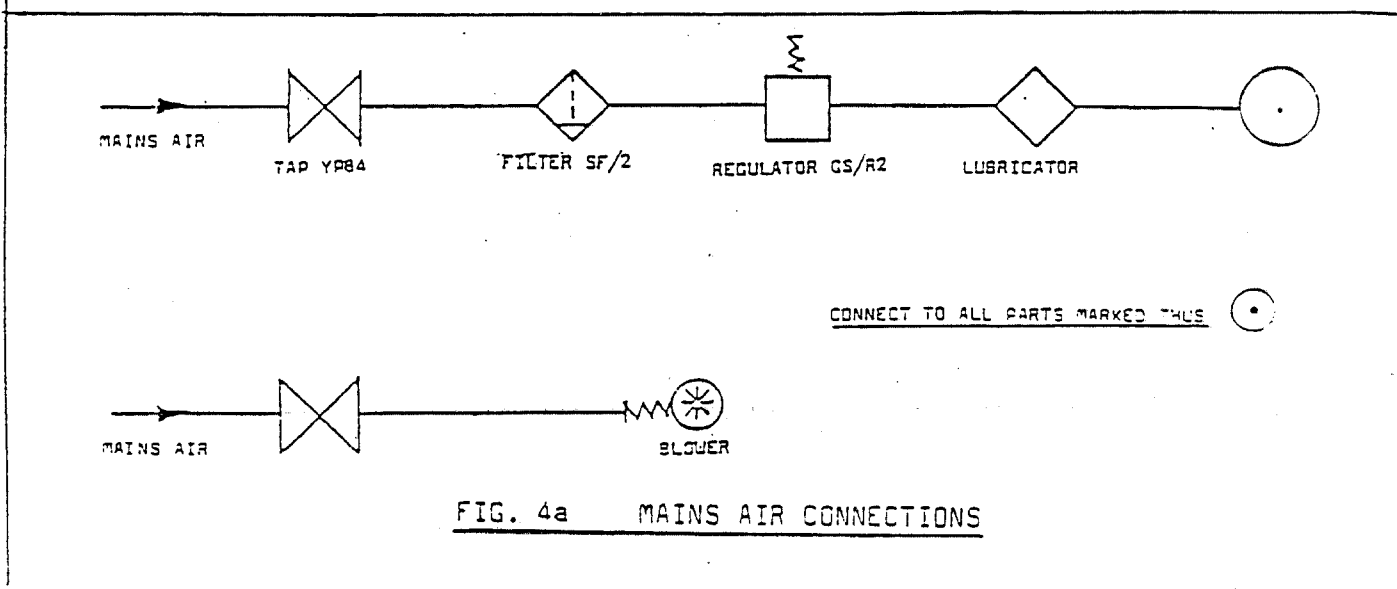 MAINS AIR
TAP YP84
FILTER SF/2
REGULATOR GS/R2
LUBRICATOR
CONNECT TO ALL PARTS MARKED THUS
MAINS AIR
BLOWER
FIG. 4a MAINS AIR CONNECTIONS